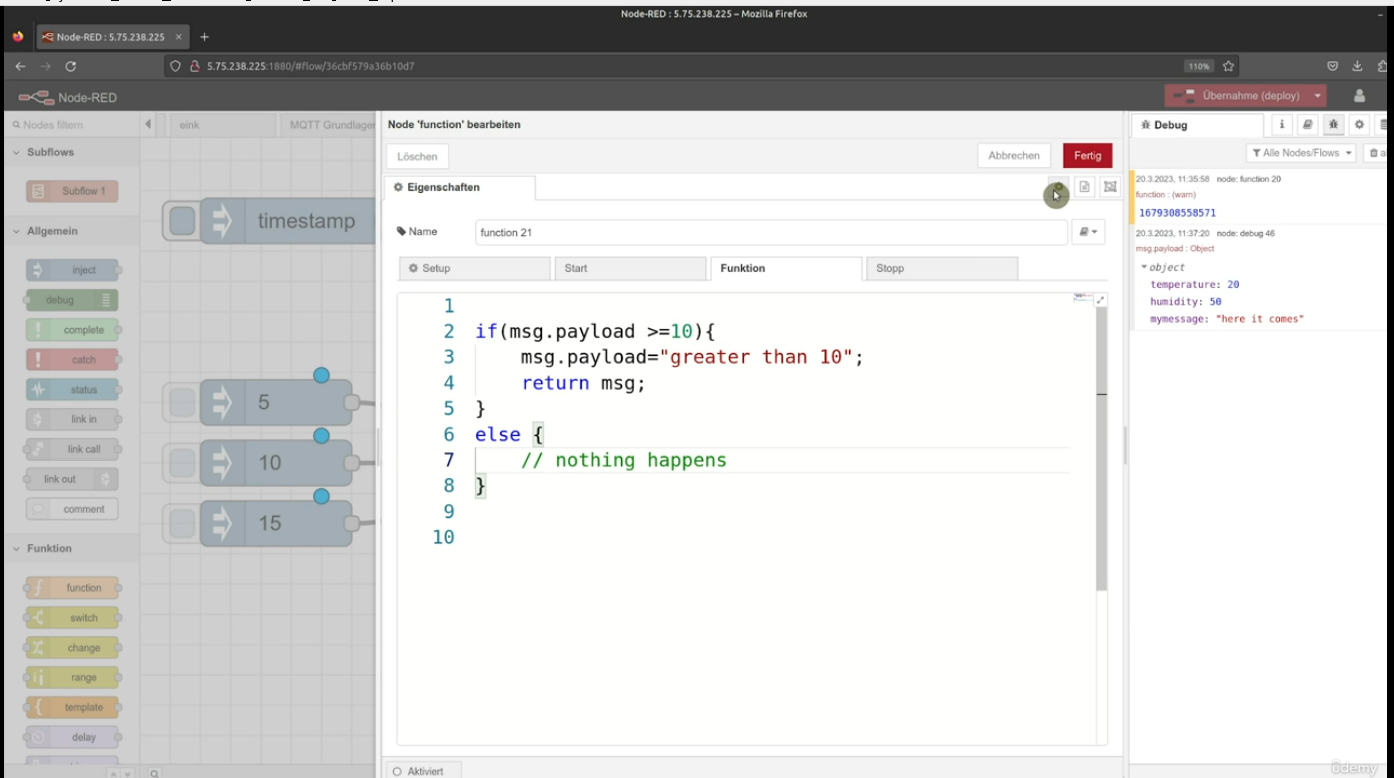 Node-RED : 5.75.238.225 – Mozilla Firefox
Node-RED : 5.75.238.225 × +
5.75.238.225:1880/#flow/36cbf579a36b10d7
110%
Node-RED
Übernahme (deploy)
Nodes filtern
eink
MQTT Grundlagen
Node 'function' bearbeiten
Debug
i
Subflows
Löschen
Abbrechen
Fertig
Alle Nodes/Flows
Subflow 1
Eigenschaften
20.3.2023, 11:35:58 node: function 20
function : (warn)
1679308558571
timestamp
Allgemein
Name
function 21
20.3.2023, 11:37:20 node: debug 46
msg.payload : Object
object
temperature: 20
humidity: 50
mymessage: "here it comes"
inject
debug
complete
catch
status
link in
link call
link out
comment
Setup
Start
Funktion
Stopp
1
2 if(msg.payload >=10){
3 msg.payload="greater than 10";
4 return msg;
5 }
6 else {
7 // nothing happens
8 }
9
10
5
10
15
Funktion
function
switch
change
range
template
delay
Aktiviert
ûdemy